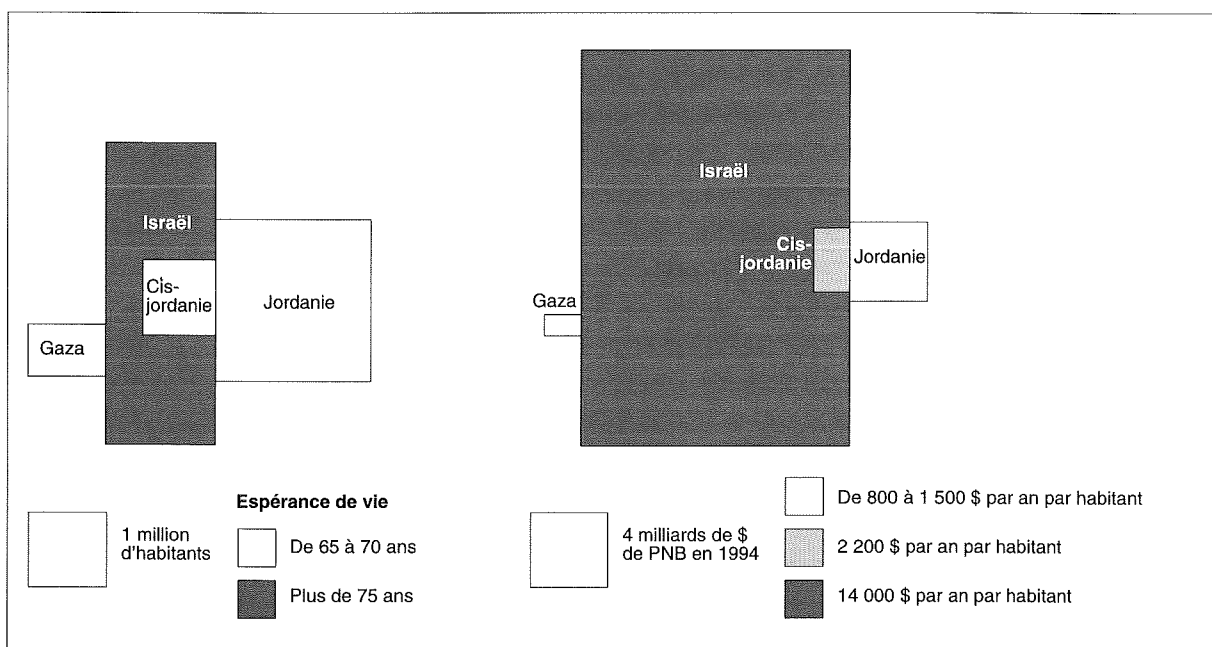 Israël
Cis-
jordanie
Jordanie
Gaza
1 million
d'habitants
Espérance de vie
De 65 à 70 ans
Plus de 75 ans
Israël
Cis-
jordanie
Jordanie
Gaza
4 milliards de $
de PNB en 1994
De 800 à 1 500 $ par an par habitant
2 200 $ par an par habitant
14 000 $ par an par habitant